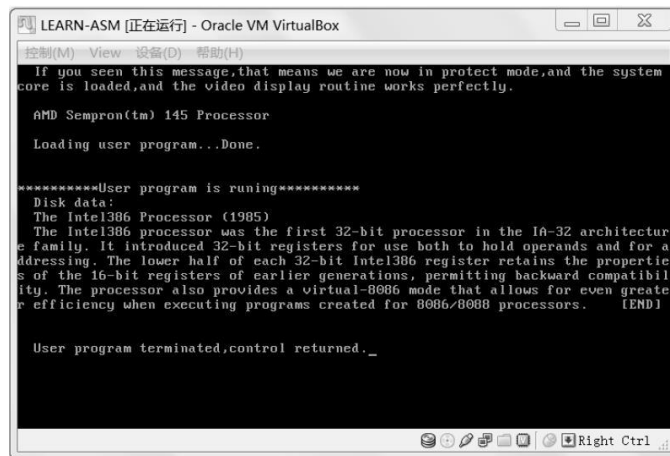 LEARN-ASM [正在运行] - Oracle VM VirtualBox
控制(M) View 设备(D) 帮助(H)
If you seen this message,that means we are now in protect mode,and the system
core is loaded,and the video display routine works perfectly.
AMD Sempron(tm) 145 Processor
Loading user program...Done.
**********User program is runing**********
Disk data:
The Intel386 Processor (1985)
The Intel386 processor was the first 32-bit processor in the IA-32 architectur
e family. It introduced 32-bit registers for use both to hold operands and for a
ddressing. The lower half of each 32-bit Intel386 register retains the propertie
s of the 16-bit registers of earlier generations, permitting backward compatibil
ity. The processor also provides a virtual-8086 mode that allows for even greate
r efficiency when executing programs created for 8086/8088 processors. [END]
User program terminated,control returned._
Right Ctrl